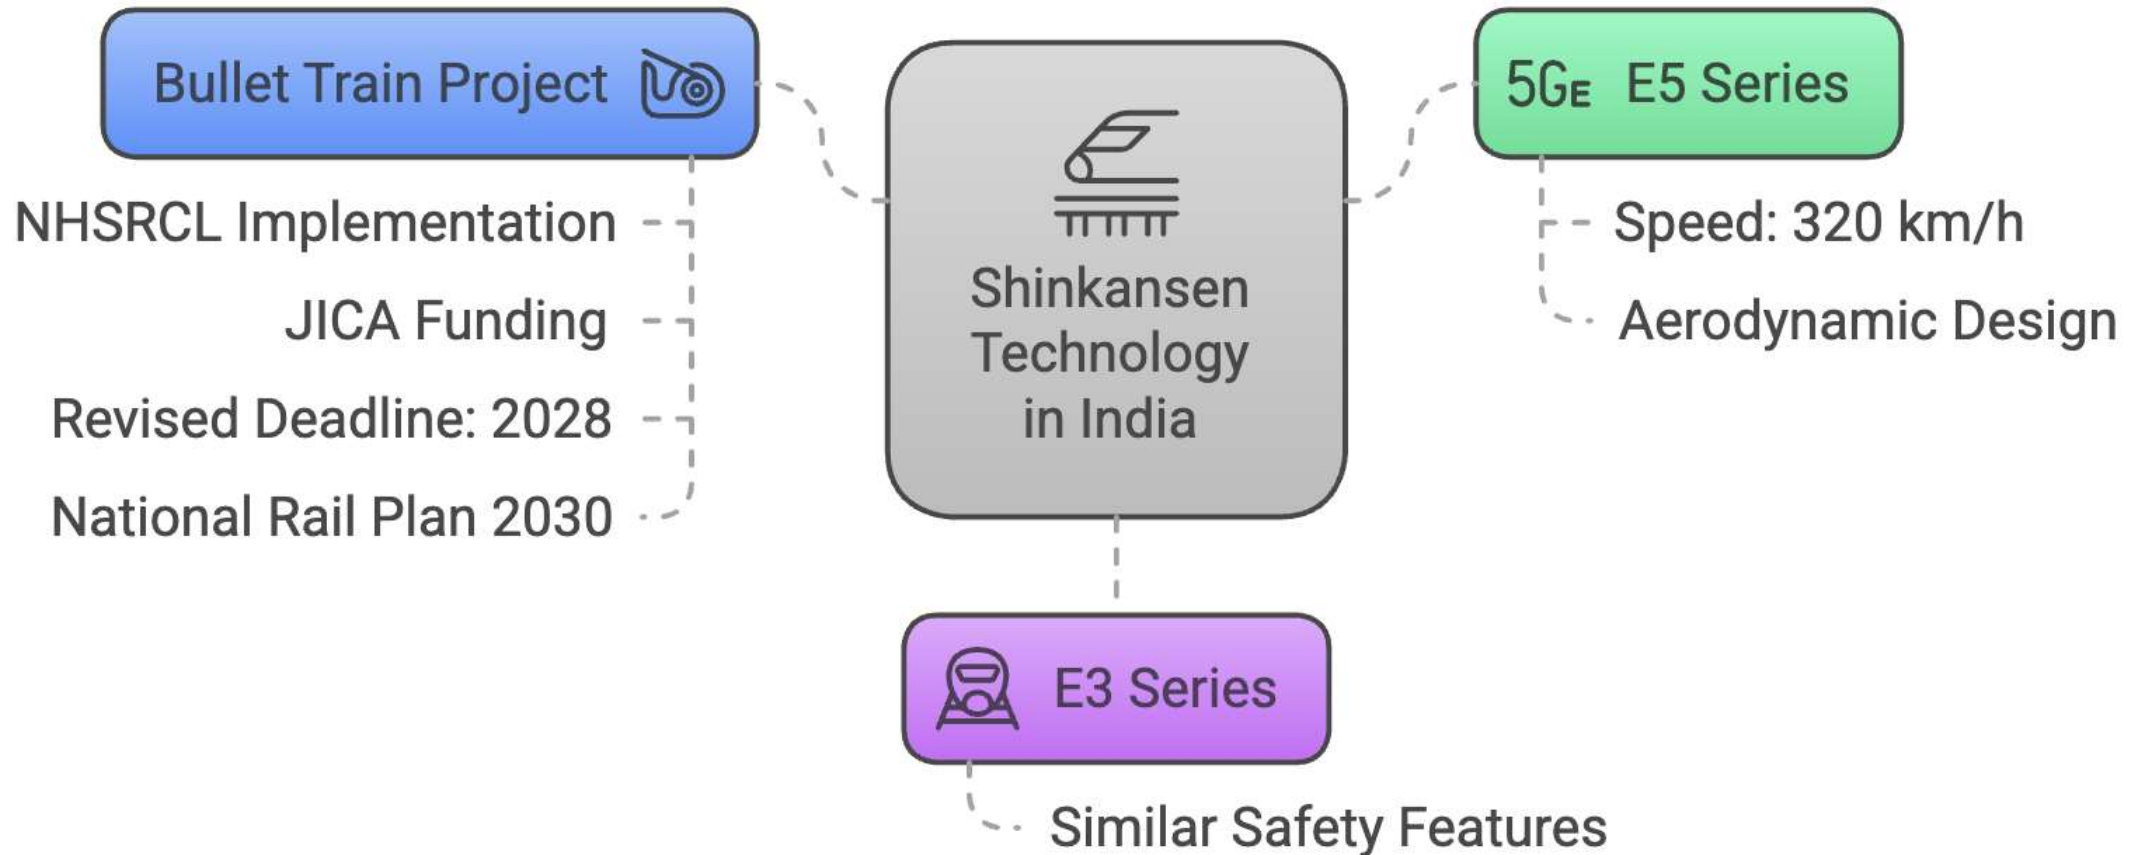 Bullet Train Project
NHSRCL Implementation
JICA Funding
Revised Deadline: 2028
National Rail Plan 2030
Shinkansen
Technology
in India
5GE E5 Series
Speed: 320 km/h
Aerodynamic Design
E3 Series
Similar Safety Features